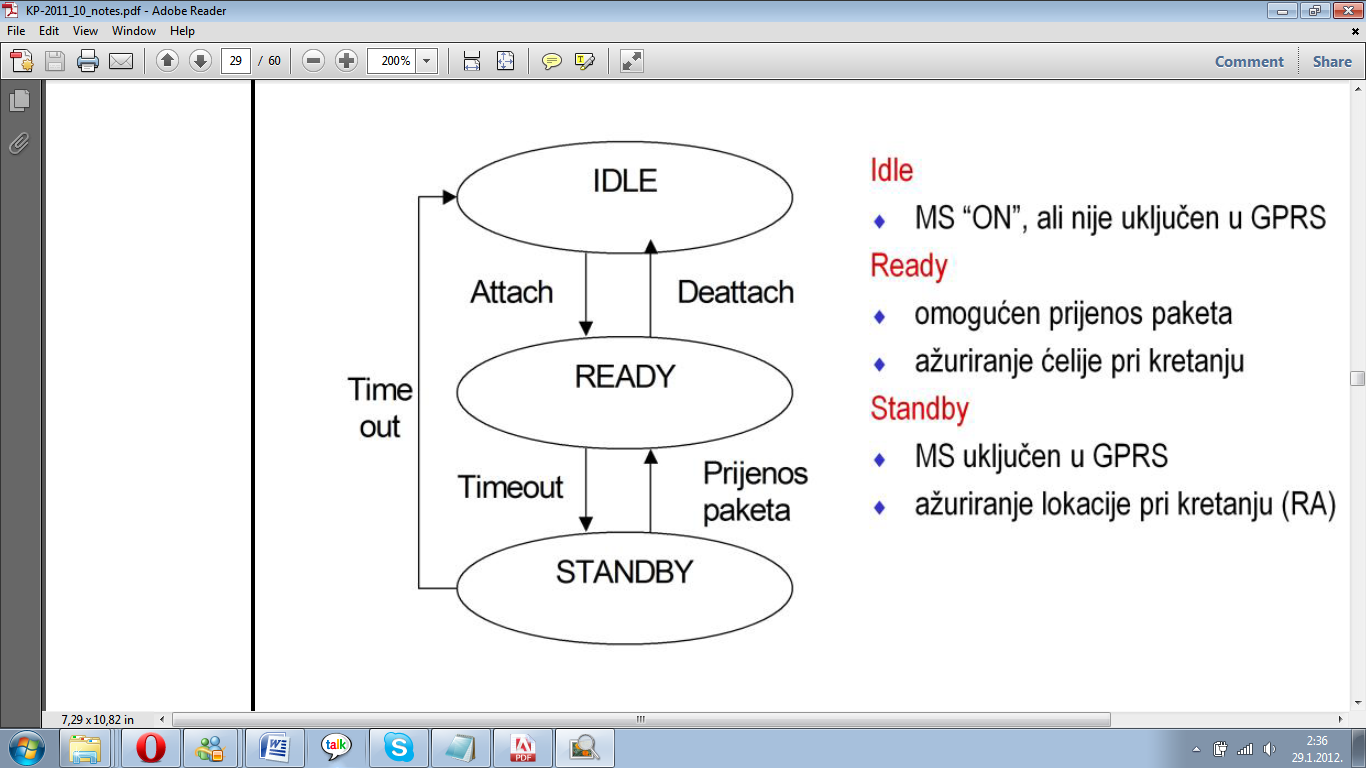 KP-2011_10_notes.pdf - Adobe Reader
File Edit View Window Help
29 / 60 200% Comment Share
IDLE
Attach Deattach
READY
Time
out
Timeout Prijenos
paketa
STANDBY
Idle
MS “ON”, ali nije uključen u GPRS
Ready
omogućen prijenos paketa
ažuriranje ćelije pri kretanju
Standby
MS uključen u GPRS
ažuriranje lokacije pri kretanju (RA)
7,29 x 10,82 in
talk
PDF
2:36
29.1.2012.